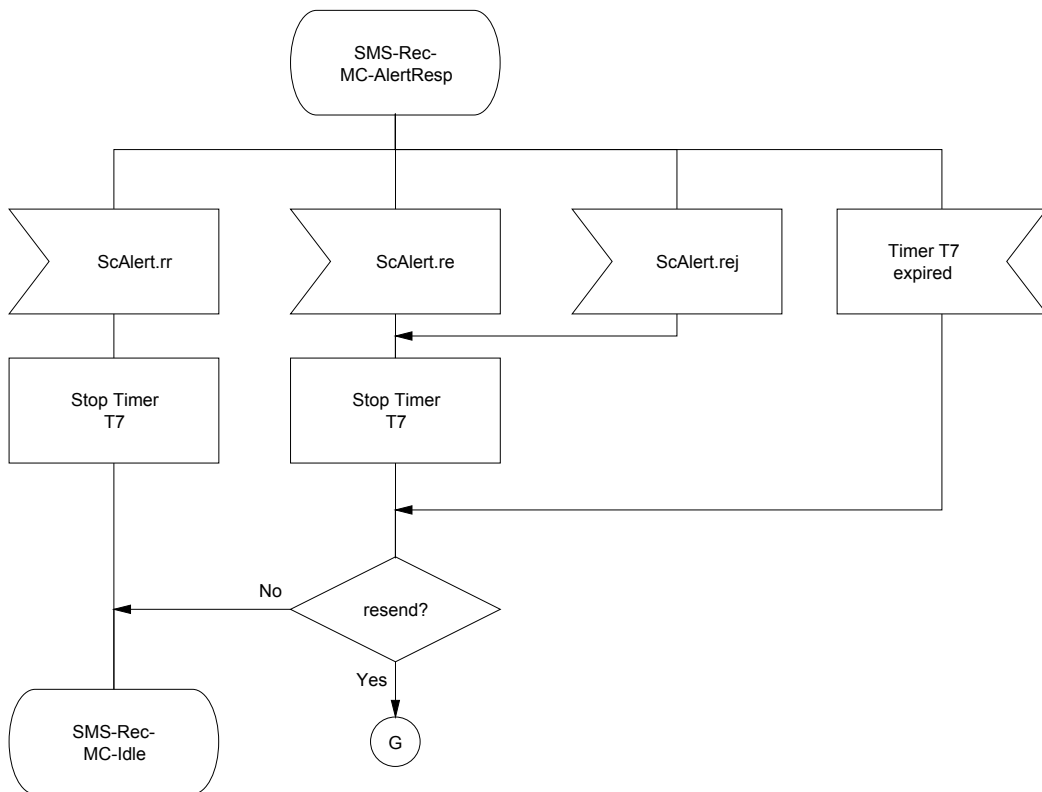 SMS-Rec-
MC-AlertResp
ScAlert.rr
ScAlert.re
ScAlert.rej
Timer T7
expired
Stop Timer
T7
Stop Timer
T7
No
resend?
Yes
SMS-Rec-
MC-Idle
G